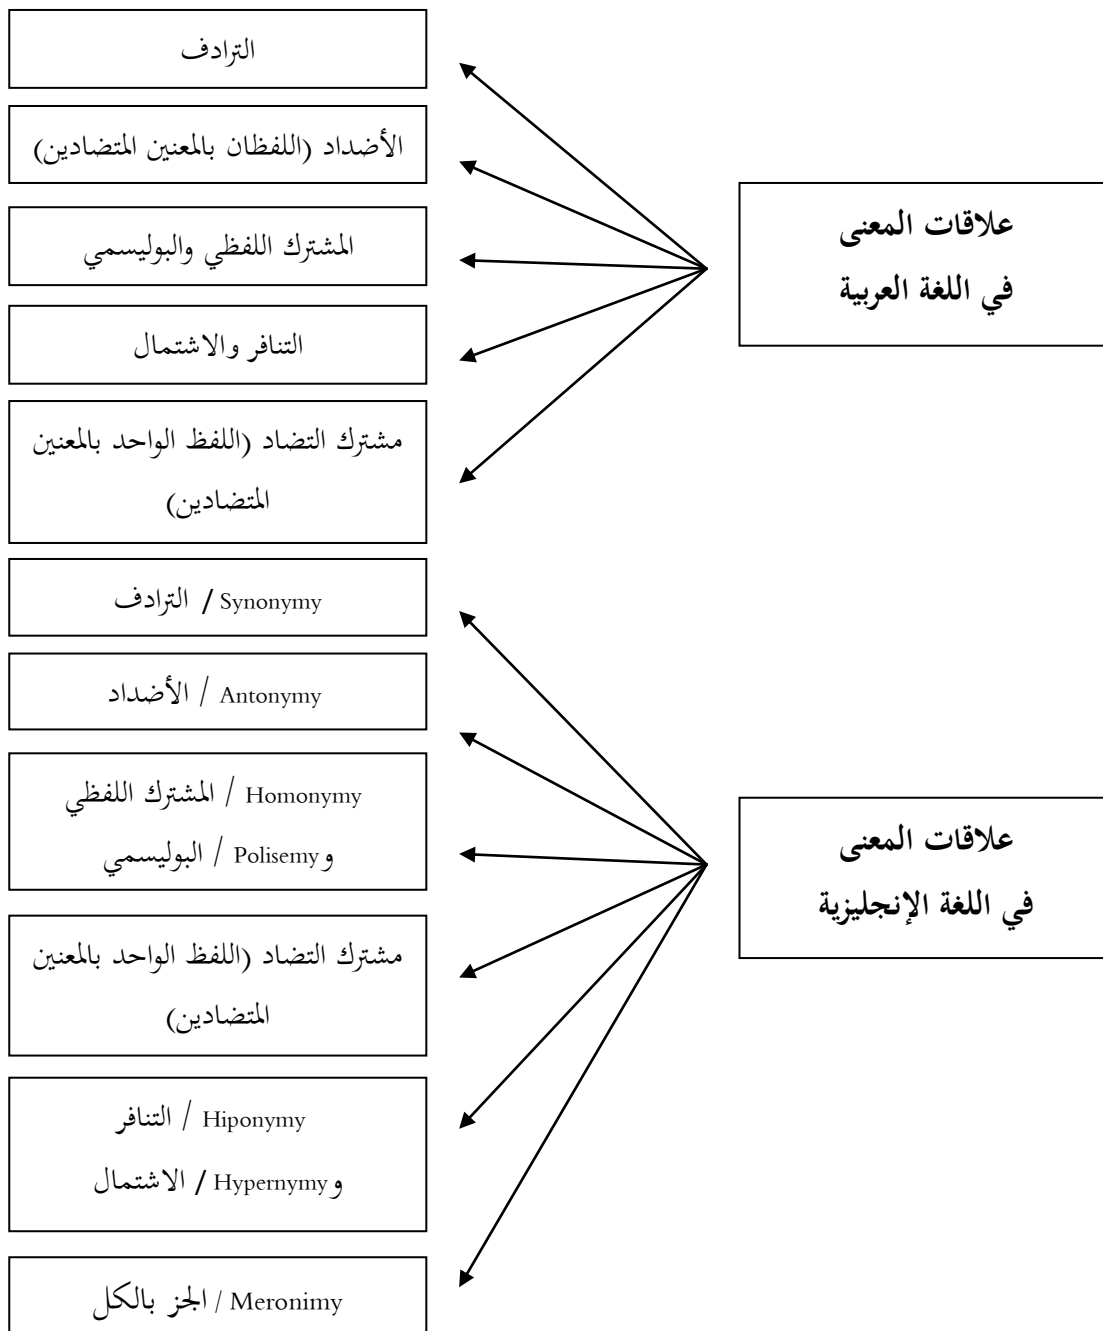 الترادف
الأضداد (اللفظان بالمعنين المتضادين)
المشترك اللفظي والبوليسمي
التنافر والاشتمال
مشترك التضاد (اللفظ الواحد بالمعنين
المتضادين)
علاقات المعنى
في اللغة العربية
Synonymy / الترادف
Antonymy / الأضداد
Homonymy / المشترك اللفظي
و Polisemy / البوليسمي
مشترك التضاد (اللفظ الواحد بالمعنين
المتضادين)
Hiponymy / التنافر
و Hypernymy / الاشتمال
Meronimy / الجز بالكل
علاقات المعنى
في اللغة الإنجليزية